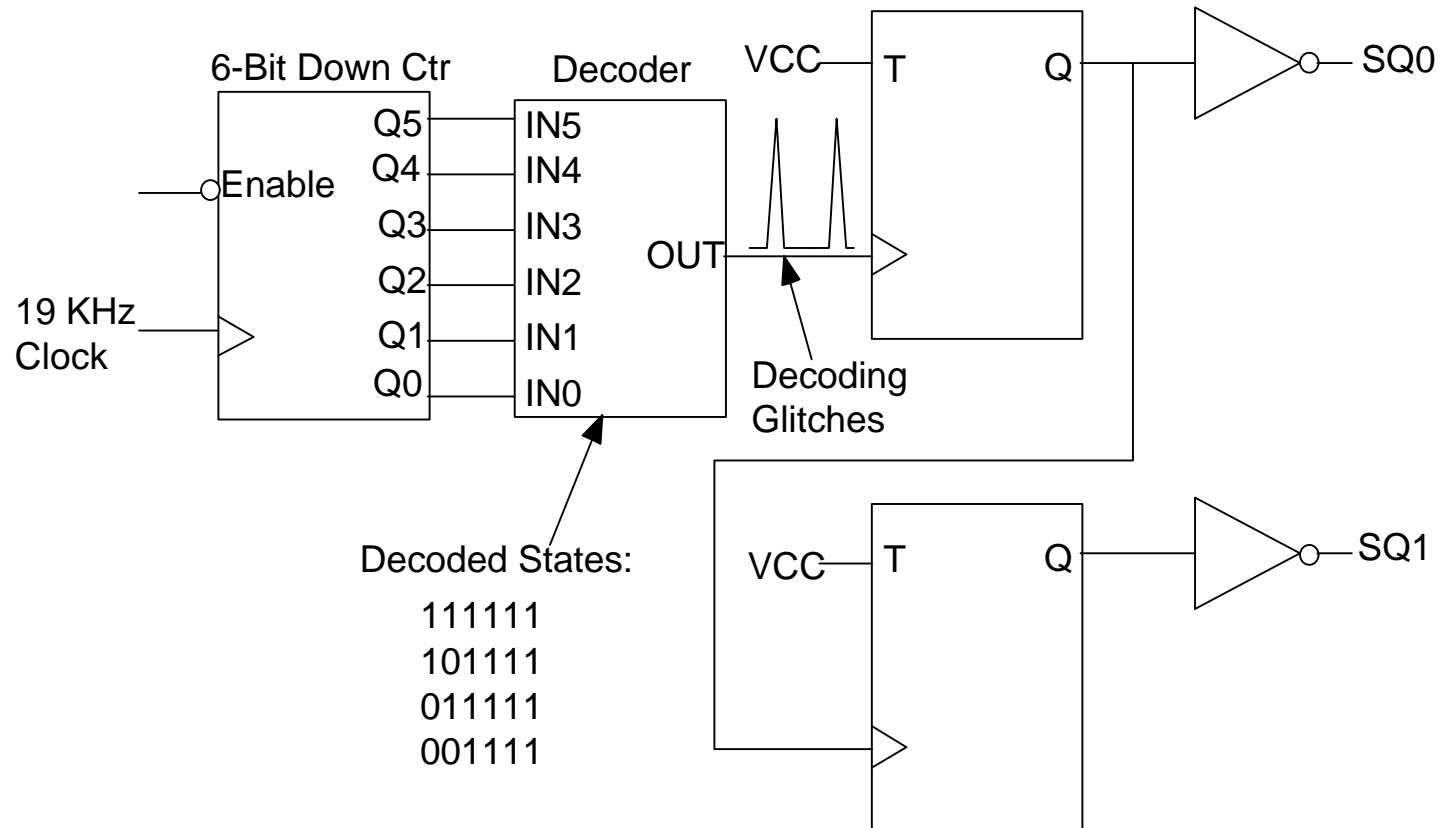 6-Bit Down Ctr
Decoder
VCC
T
Q
SQ0
Q5
Q4
Q3
Q2
Q1
Q0
Enable
19 KHz
Clock
IN5
IN4
IN3
IN2
IN1
IN0
OUT
Decoding
Glitches
Decoded States:
111111
101111
011111
001111
VCC
T
Q
SQ1